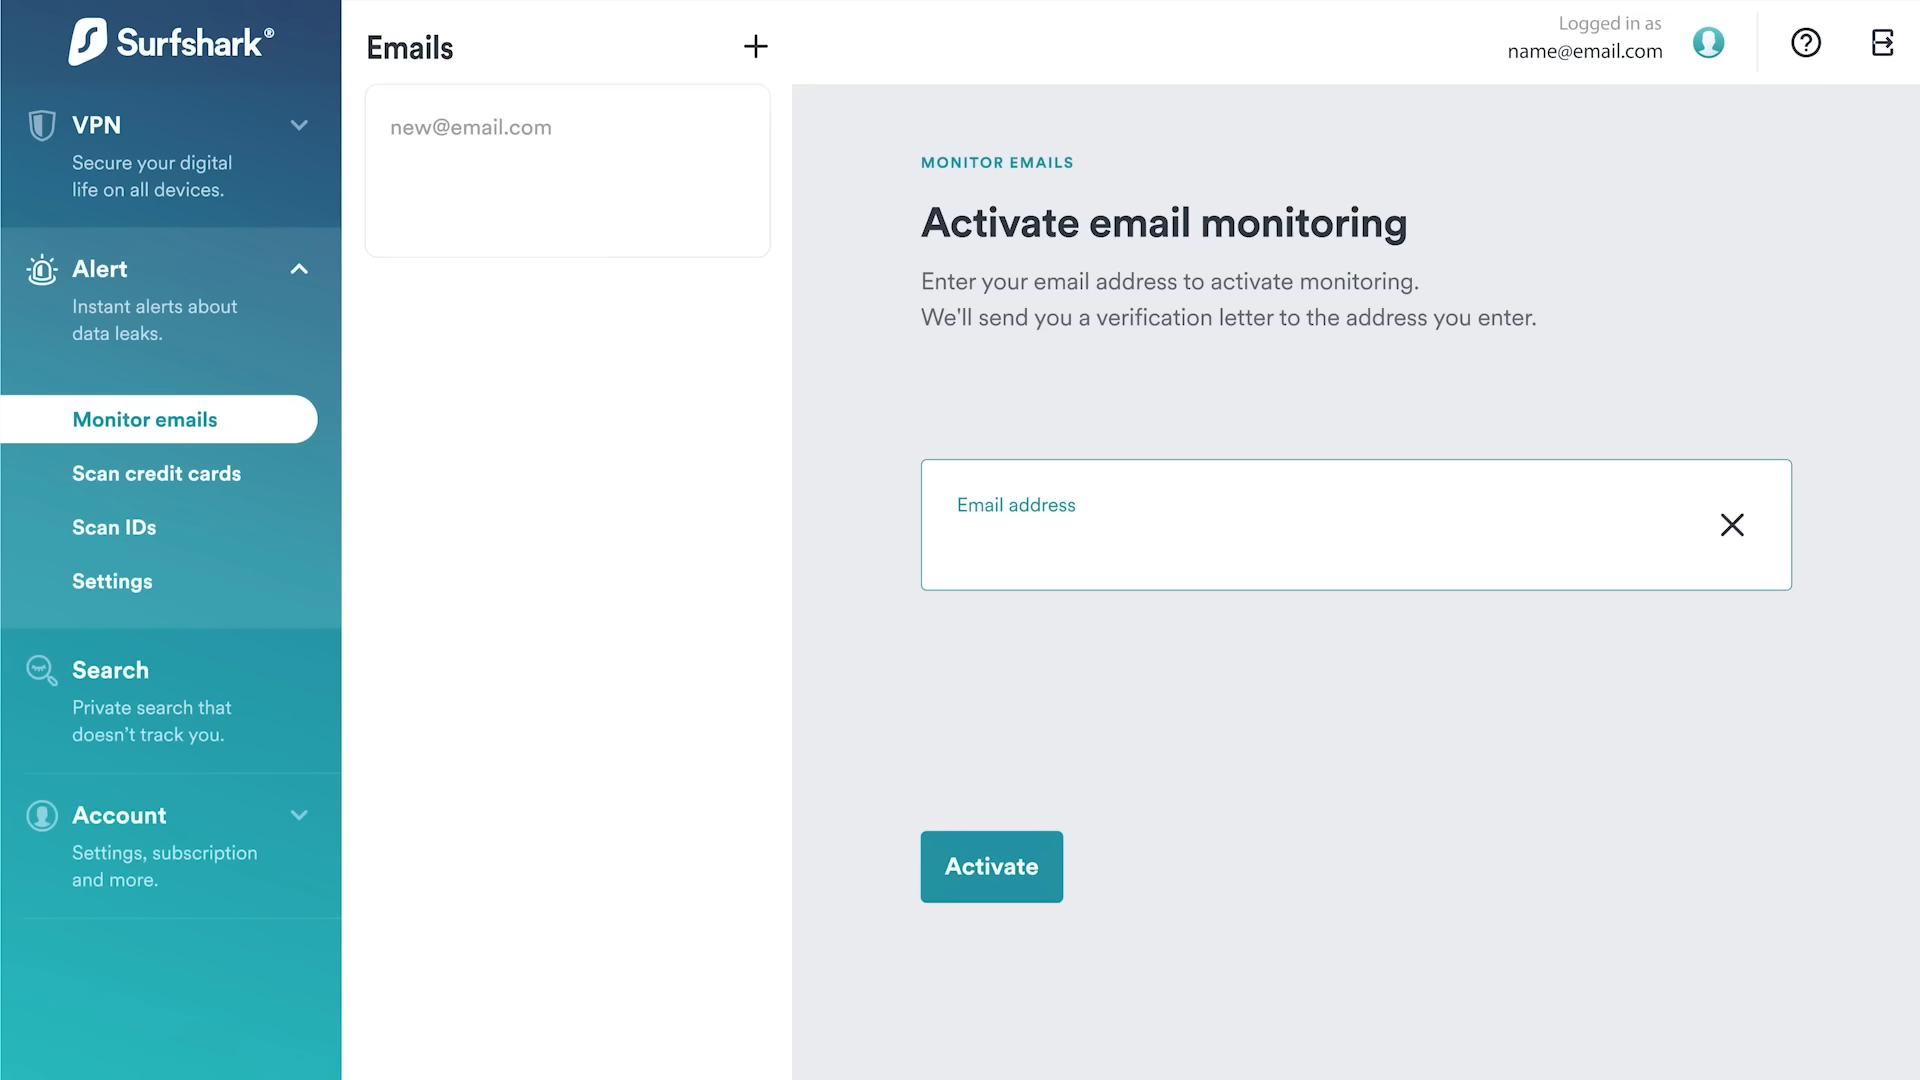 Surfshark®
VPN
Secure your digital
life on all devices.
Alert
Instant alerts about
data leaks.
Monitor emails
Scan credit cards
Scan IDs
Settings
Search
Private search that
doesn't track you.
Account
Settings, subscription
and more.
Emails
new@email.com
Logged in as
name@email.com
MONITOR EMAILS
Activate email monitoring
Enter your email address to activate monitoring.
We'll send you a verification letter to the address you enter.
Email address
Activate